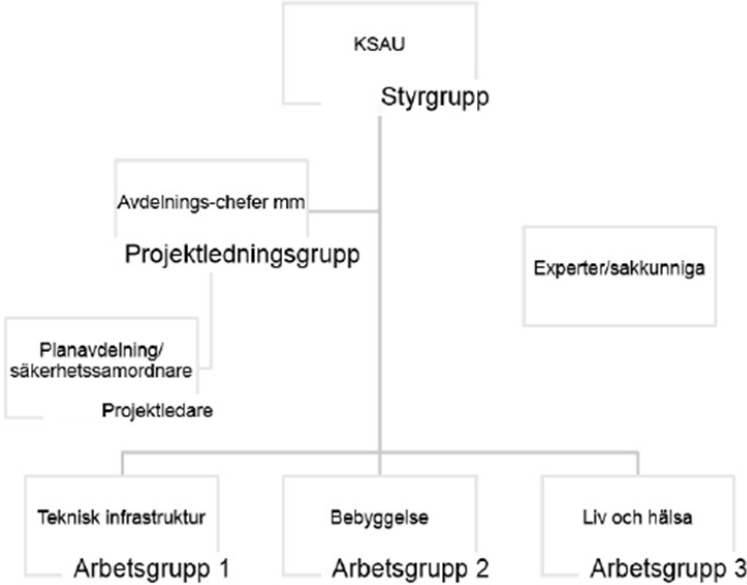 KSAU
Styrgrupp
Avdelnings-chefer mm
Projektledningsgrupp
Experter/sakkunniga
Planavdelning/
säkerhetssamordnare
Projektledare
Teknisk infrastruktur
Arbetsgrupp 1
Bebyggelse
Arbetsgrupp 2
Liv och hälsa
Arbetsgrupp 3